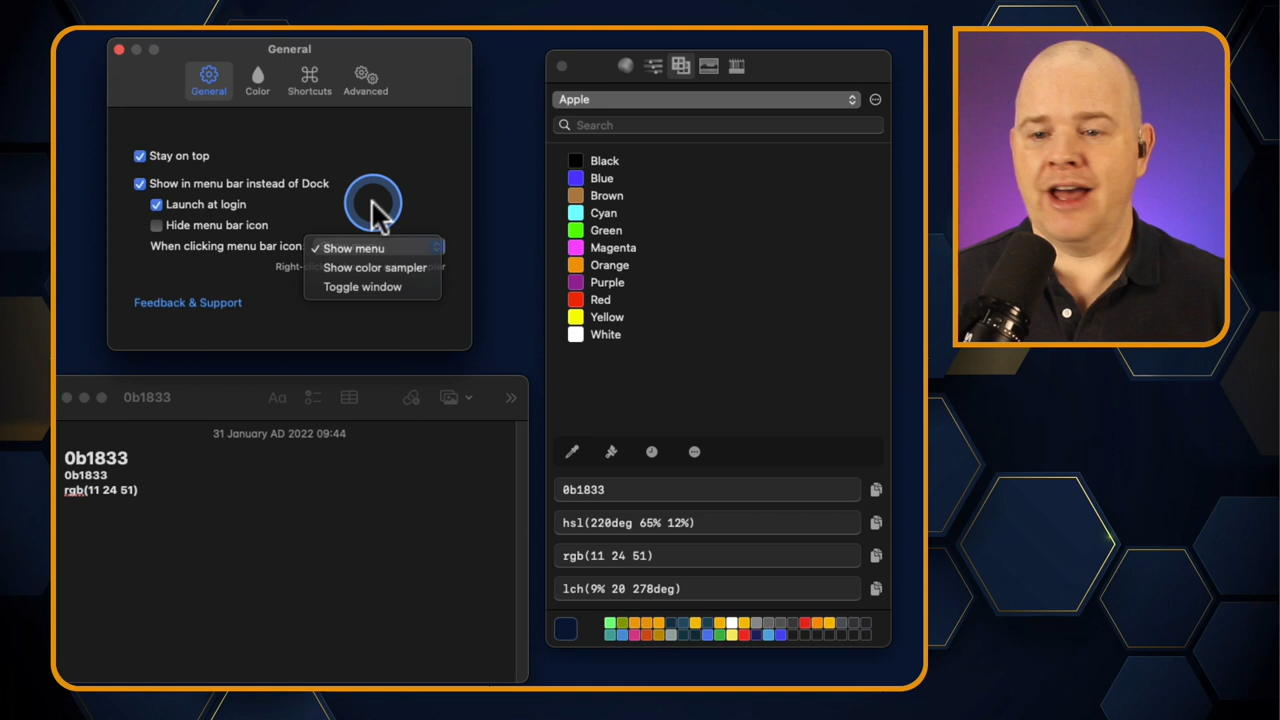 General
General
Color
Shortcuts
Advanced
Stay on top
Show in menu bar instead of Dock
Launch at login
Hide menu bar icon
When clicking menu bar icon:
✓ Show menu
Show color sampler
Toggle window
Feedback & Support
Apple
Search
Black
Blue
Brown
Cyan
Green
Magenta
Orange
Purple
Red
Yellow
White
0b1833
hsl(220deg 65% 12%)
rgb(11 24 51)
lch(9% 20 278deg)
0b1833
Aa
31 January AD 2022 09:44
0b1833
0b1833
rgb(11 24 51)